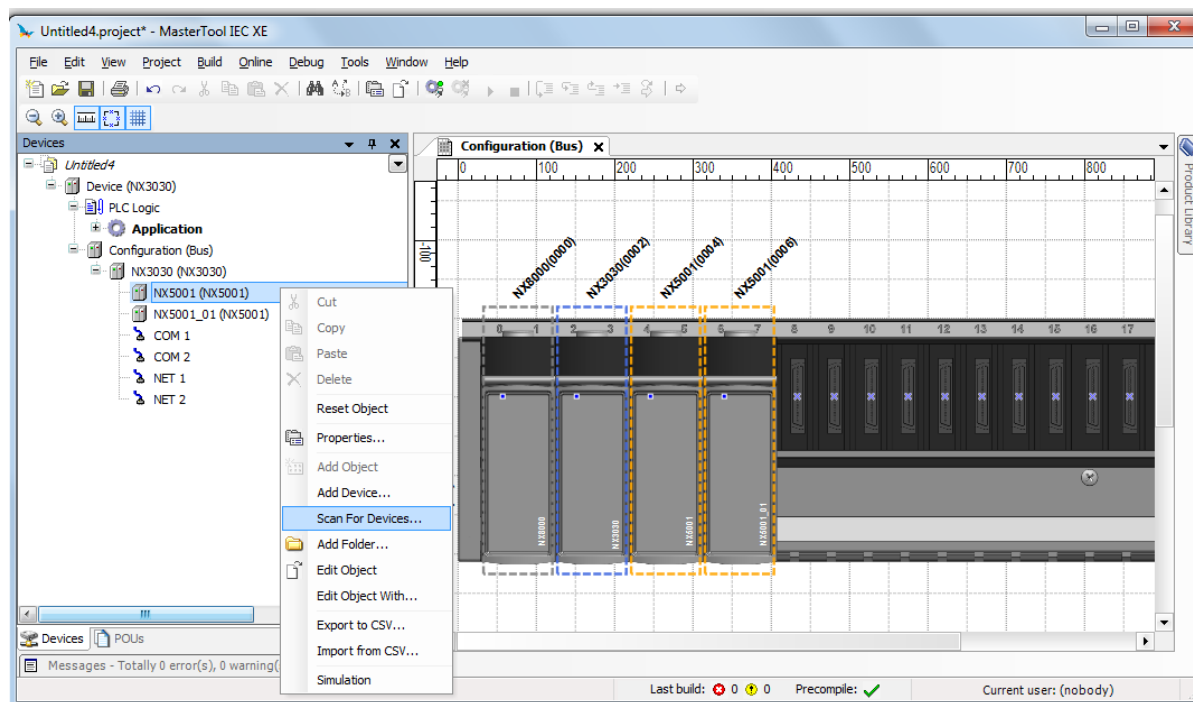 Untitled4.project* - MasterTool IEC XE
File Edit View Project Build Online Debug Tools Window Help
Devices
Configuration (Bus)
Untitled4
Device (NX3030)
PLC Logic
Application
Configuration (Bus)
NX3030 (NX3030)
NX5001 (NX5001)
NX5001_01 (NX5001)
COM 1
COM 2
NET 1
NET 2
Cut
Copy
Paste
Delete
Reset Object
Properties...
Add Object
Add Device...
Scan For Devices...
Add Folder...
Edit Object
Edit Object With...
Export to CSV...
Import from CSV...
Simulation
0 100 200 300 400 500 600 700 800
-100
NX8000(0000) NX3030(0002) NX5001(0004) NX5001(0006)
0 1 2 3 4 5 6 7 8 9 10 11 12 13 14 15 16 17
NX8000 NX3030 NX5001 NX5001_01
Product Library
Devices POUs
Messages - Totally 0 error(s), 0 warning(
Last build: 0 0 Precompile: Current user: (nobody)